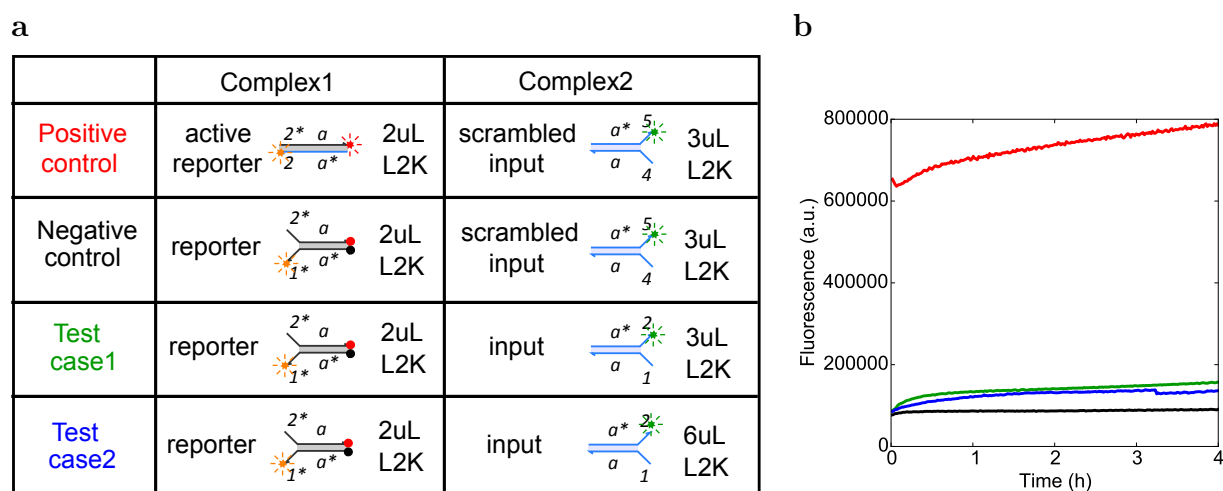 a
Complex1
Complex2
Positive control
active reporter
2* a
2 a*
2uL L2K
scrambled input
a* 5
a 4
3uL L2K
Negative control
reporter
2* a
1* a*
2uL L2K
scrambled input
a* 5
a 4
3uL L2K
Test case1
reporter
2* a
1* a*
2uL L2K
input
a* 2
a 1
3uL L2K
Test case2
reporter
2* a
1* a*
2uL L2K
input
a* 2
a 1
6uL L2K
b
Fluorescence (a.u.)
800000
600000
400000
200000
0
0 1 2 3 4
Time (h)